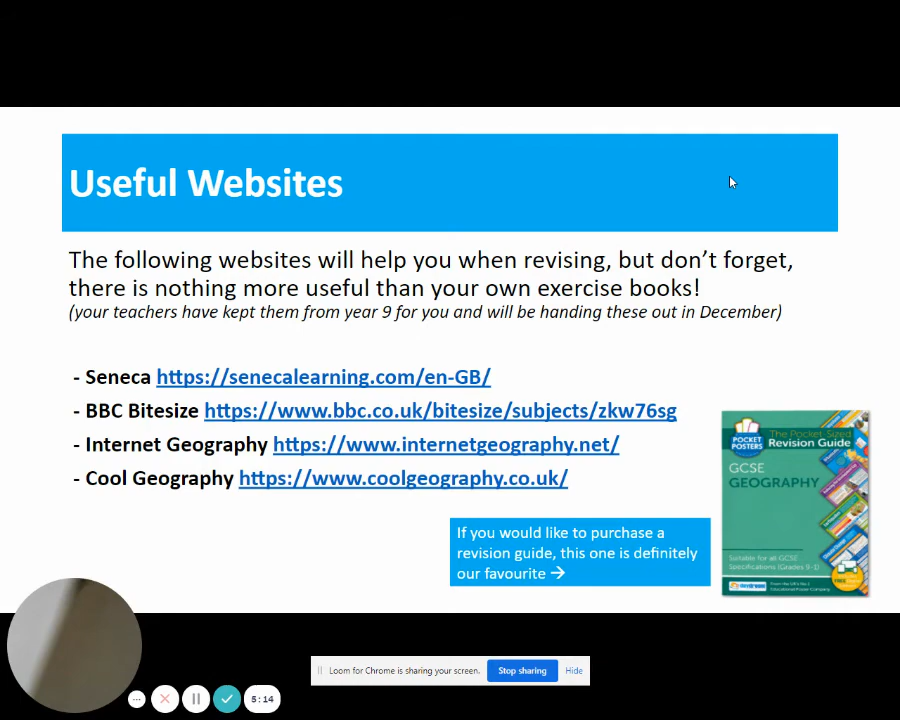 Useful Websites
The following websites will help you when revising, but don't forget,
there is nothing more useful than your own exercise books!
(your teachers have kept them from year 9 for you and will be handing these out in December)
- Seneca https://senecalearning.com/en-GB/
- BBC Bitesize https://www.bbc.co.uk/bitesize/subjects/zkw76sg
- Internet Geography https://www.internetgeography.net/
- Cool Geography https://www.coolgeography.co.uk/
POCKET
POSTERS
The Pocket-Sized
Revision Guide
GCSE
GEOGRAPHY
Suitable for all GCSE
Specifications (Grades 9-1)
If you would like to purchase a
revision guide, this one is definitely
our favourite →
Loom for Chrome is sharing your screen.
Stop sharing
Hide
5:14